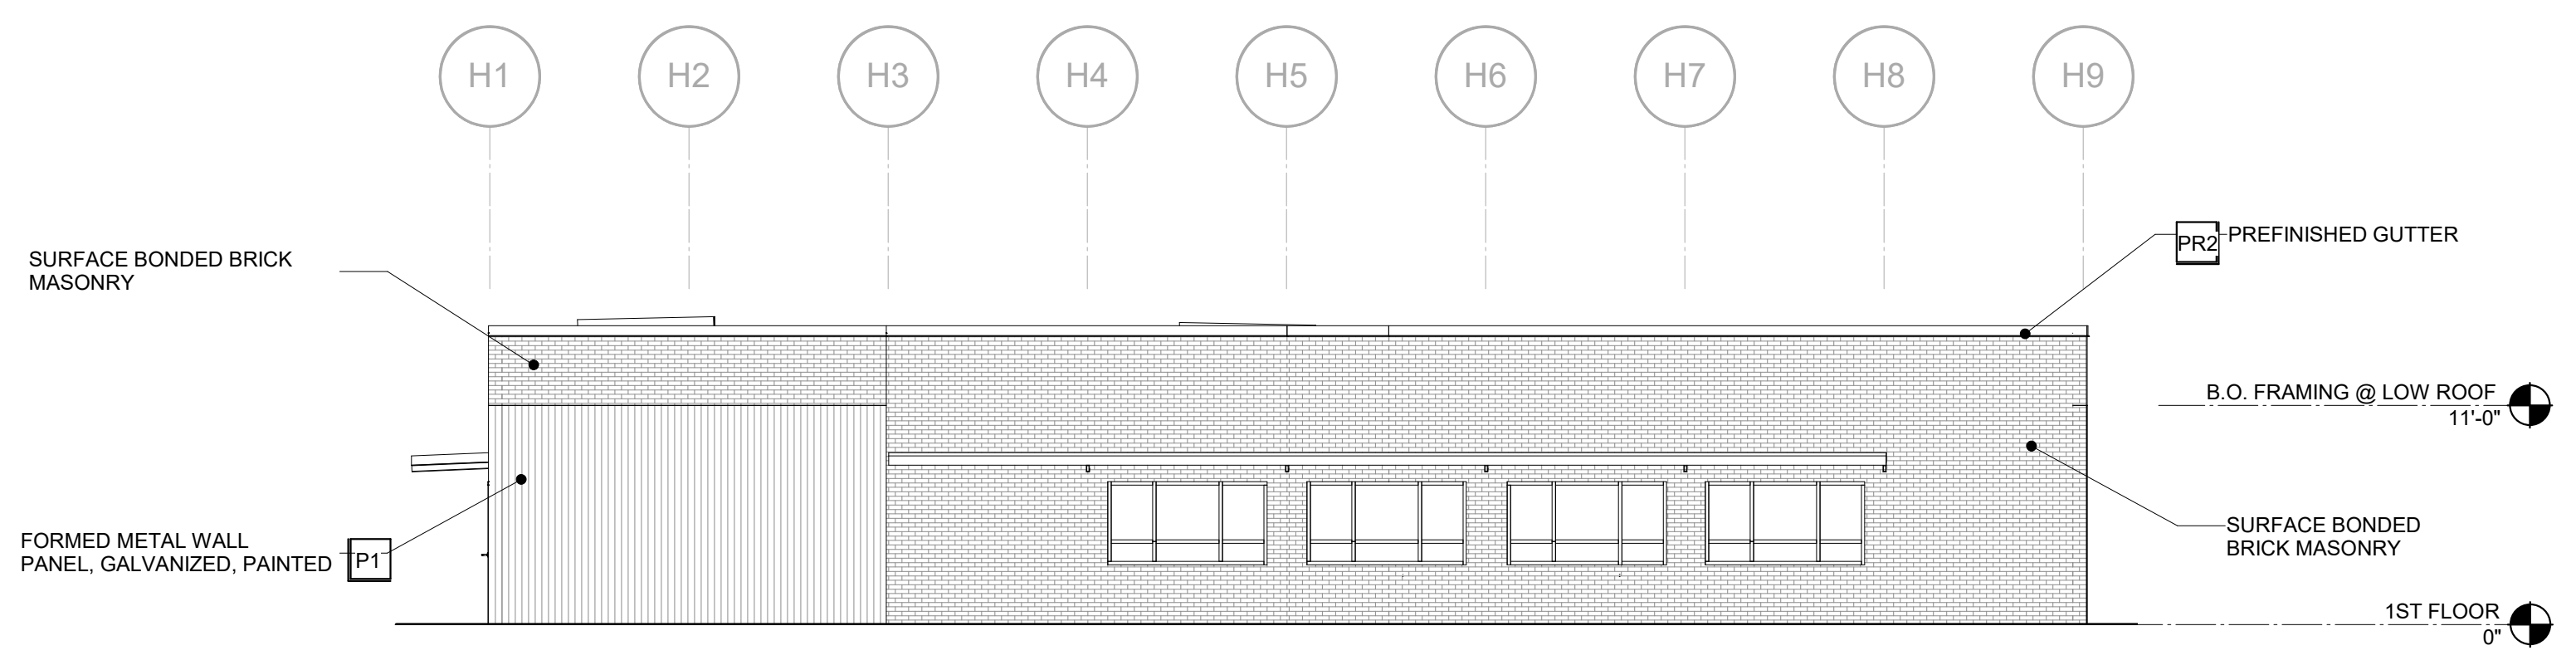 H1 H2 H3 H4 H5 H6 H7 H8 H9
PR2 PREFINISHED GUTTER
SURFACE BONDED BRICK
MASONRY
B.O. FRAMING @ LOW ROOF
11'-0"
SURFACE BONDED
BRICK MASONRY
FORMED METAL WALL
PANEL, GALVANIZED, PAINTED P1
1ST FLOOR
0"